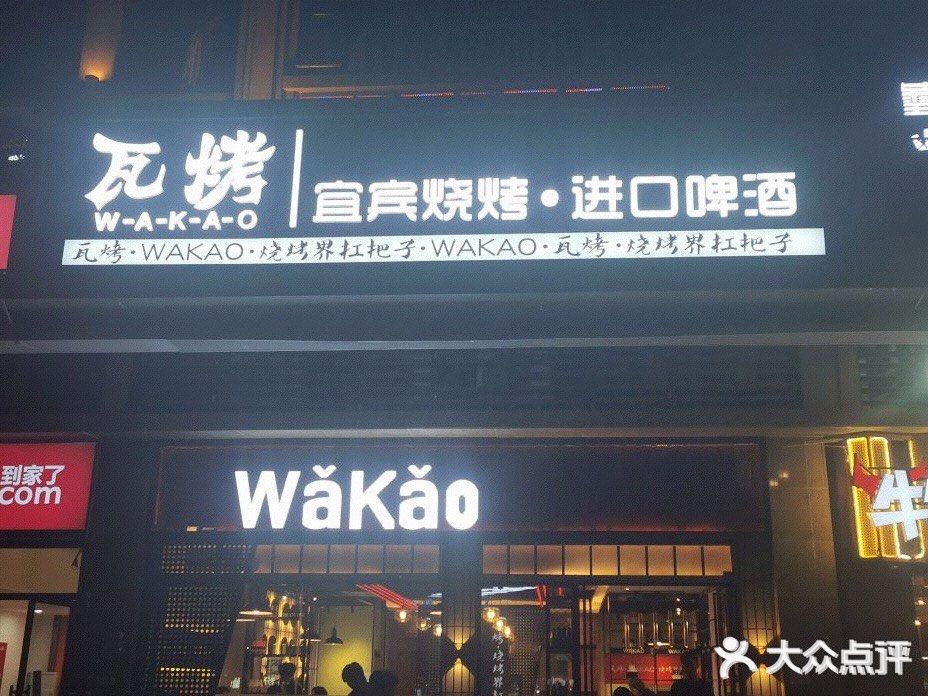 瓦烤
W-A-K-A-O
宜宾烧烤·进口啤酒
瓦烤·WAKAO·烧烤界扛把子·WAKAO·瓦烤·烧烤界扛把子
到家了
.com
WǎKǎo
牛
大众点评